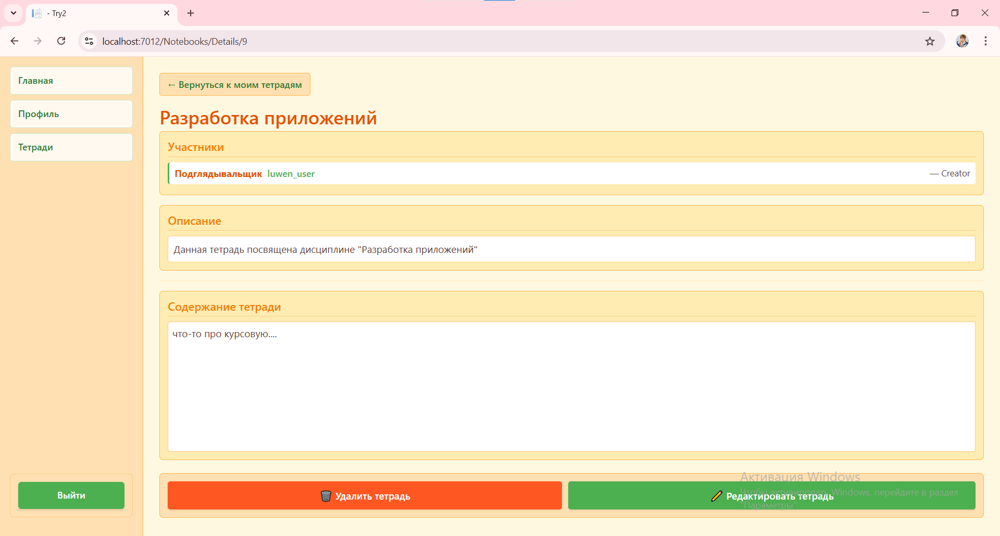 - Try2
localhost:7012/Notebooks/Details/9
Главная
Профиль
Тетради
Выйти
← Вернуться к моим тетрадям
Разработка приложений
Участники
Подглядывальщик luwen_user — Creator
Описание
Данная тетрадь посвящена дисциплине "Разработка приложений"
Содержание тетради
что-то про курсовую....
Удалить тетрадь
Редактировать тетрадь
Активация Windows
Чтобы активировать Windows, перейдите в раздел
"Параметры".